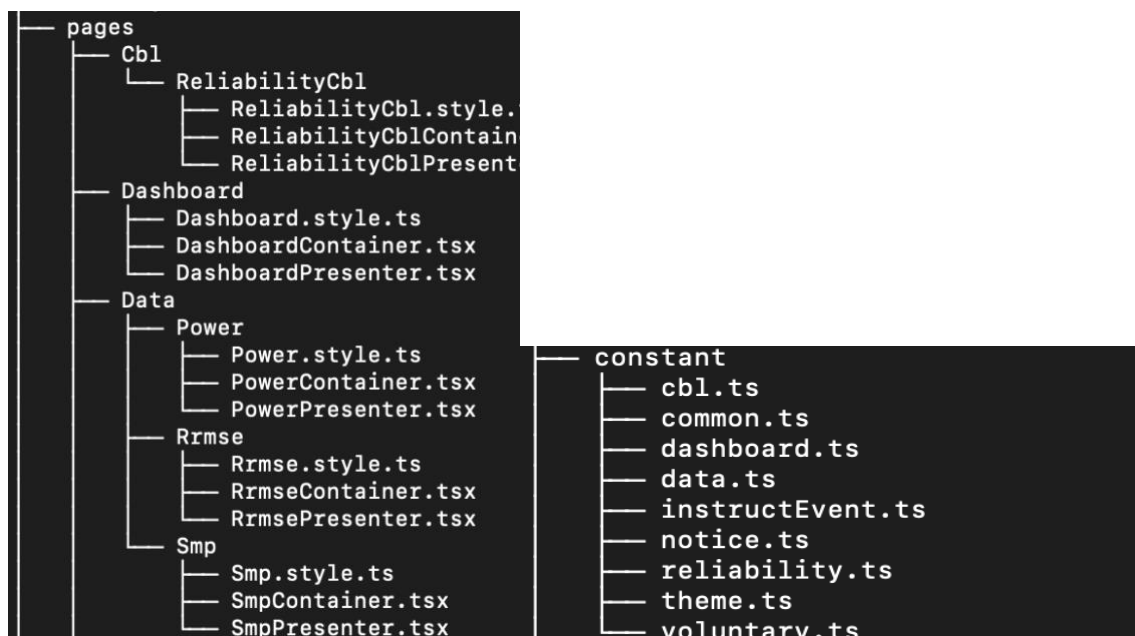 pages
Cbl
ReliabilityCbl
ReliabilityCbl.style.
ReliabilityCblContain
ReliabilityCblPresent
Dashboard
Dashboard.style.ts
DashboardContainer.tsx
DashboardPresenter.tsx
Data
Power
Power.style.ts
PowerContainer.tsx
PowerPresenter.tsx
Rrmse
Rrmse.style.ts
RrmseContainer.tsx
RrmsePresenter.tsx
Smp
Smp.style.ts
SmpContainer.tsx
SmpPresenter.tsx
constant
cbl.ts
common.ts
dashboard.ts
data.ts
instructEvent.ts
notice.ts
reliability.ts
theme.ts
voluntary.ts